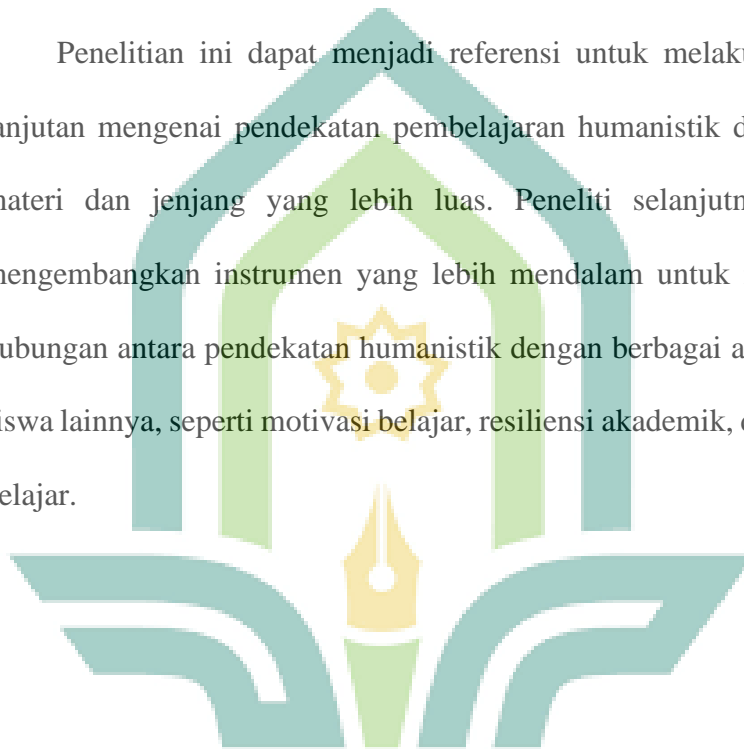 Penelitian ini dapat menjadi referensi untuk melaku
anjutan mengenai pendekatan pembelajaran humanistik d
nateri dan jenjang yang lebih luas. Peneliti selanjutn
nengembangkan instrumen yang lebih mendalam untuk
ubungan antara pendekatan humanistik dengan berbagai a
iswa lainnya, seperti motivasi belajar, resiliensi akademik, d
elajar.